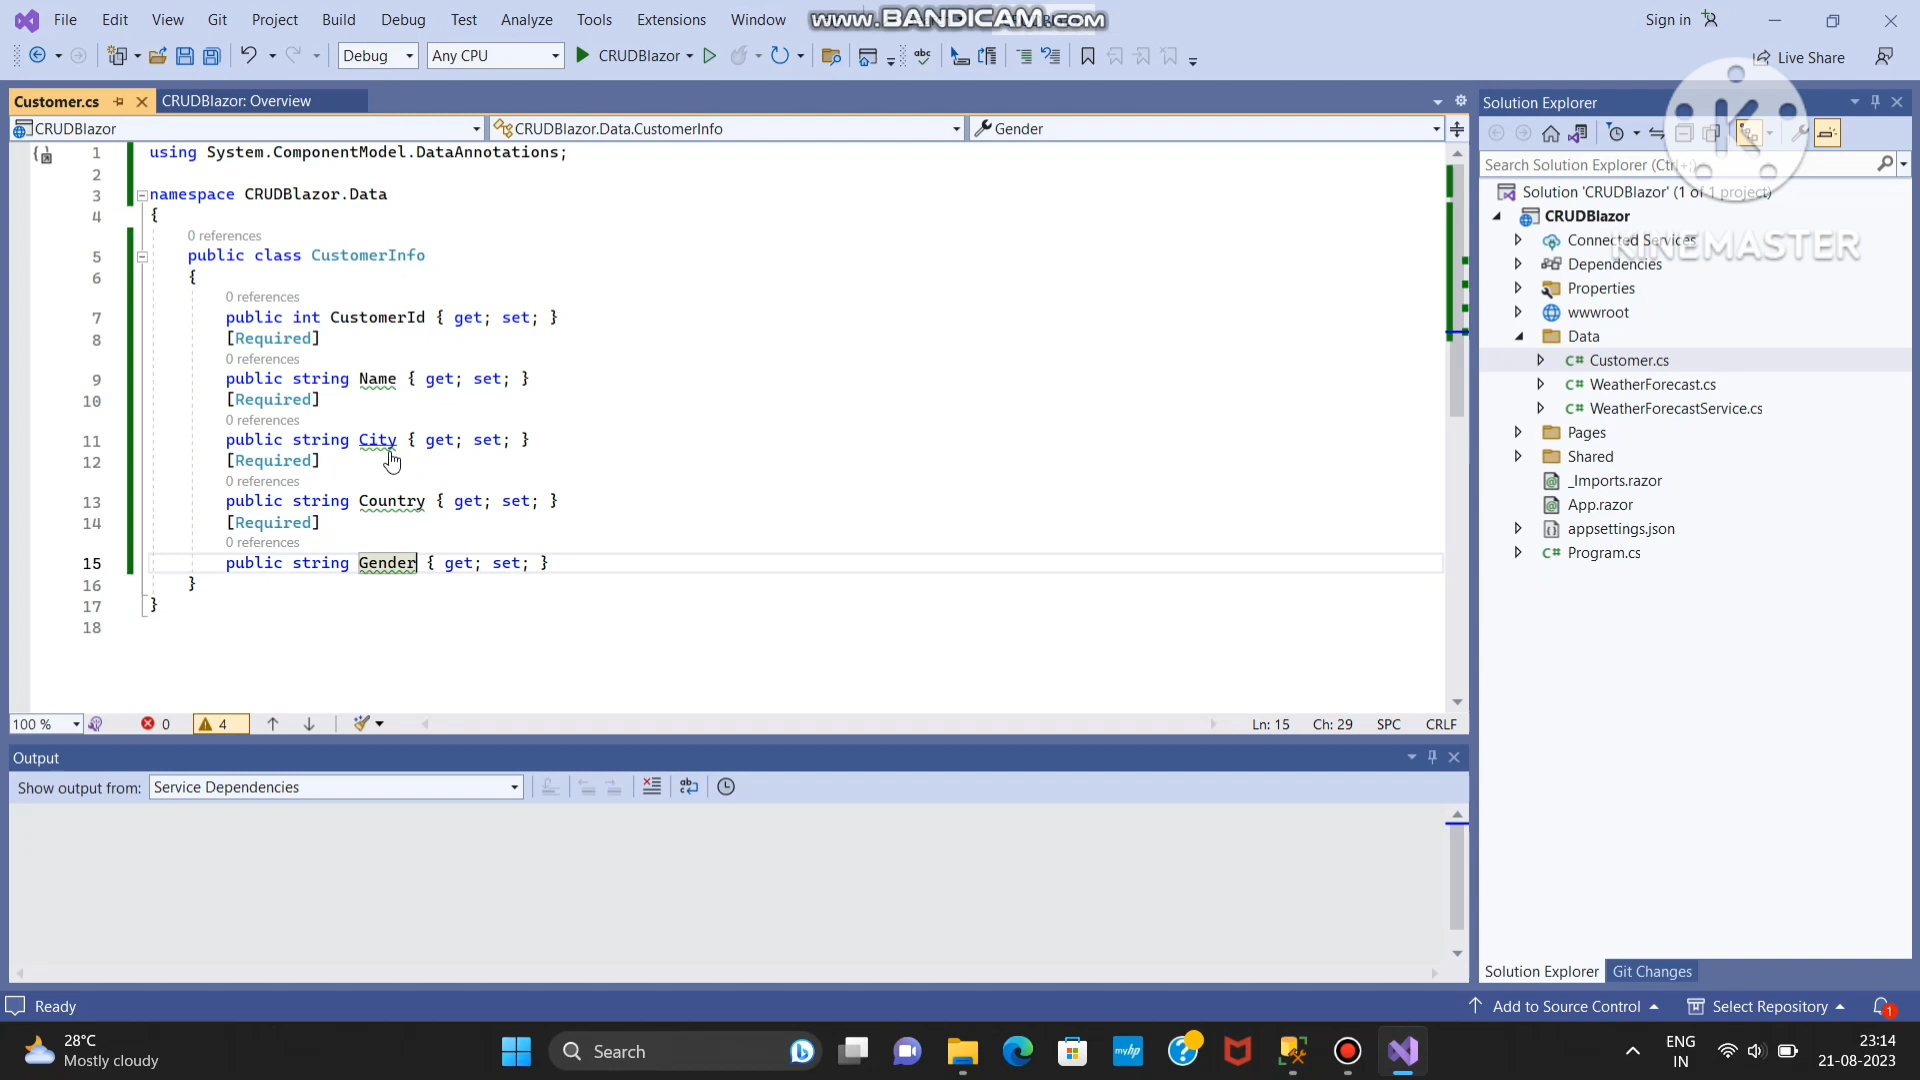 File Edit View Git Project Build Debug Test Analyze Tools Extensions Window
www.BANDICAM.com
Sign in
Debug Any CPU CRUDBlazor
Live Share
Customer.cs CRUDBlazor: Overview
CRUDBlazor CRUDBlazor.Data.CustomerInfo Gender
1 using System.ComponentModel.DataAnnotations;
2
3 namespace CRUDBlazor.Data
4 {
0 references
5 public class CustomerInfo
6 {
0 references
7 public int CustomerId { get; set; }
8 [Required]
0 references
9 public string Name { get; set; }
10 [Required]
0 references
11 public string City { get; set; }
12 [Required]
0 references
13 public string Country { get; set; }
14 [Required]
0 references
15 public string Gender { get; set; }
16 }
17 }
18
100 % 0 4 Ln: 15 Ch: 29 SPC CRLF
Output
Show output from: Service Dependencies
Solution Explorer
Search Solution Explorer (Ctrl+;)
K
KINEMASTER
Solution 'CRUDBlazor' (1 of 1 project)
CRUDBlazor
Connected Services
Dependencies
Properties
wwwroot
Data
C# Customer.cs
C# WeatherForecast.cs
C# WeatherForecastService.cs
Pages
Shared
_Imports.razor
App.razor
appsettings.json
C# Program.cs
Solution Explorer Git Changes
Ready
Add to Source Control Select Repository 1
28°C
Mostly cloudy
Search
myhp
ENG
IN
23:14
21-08-2023